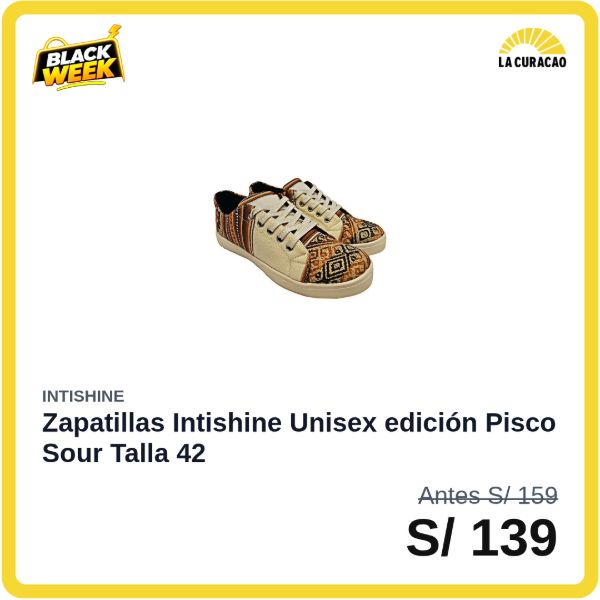 BLACK
WEEK
LA CURACAO
INTISHINE
Zapatillas Intishine Unisex edición Pisco
Sour Talla 42
Antes S/ 159
S/ 139